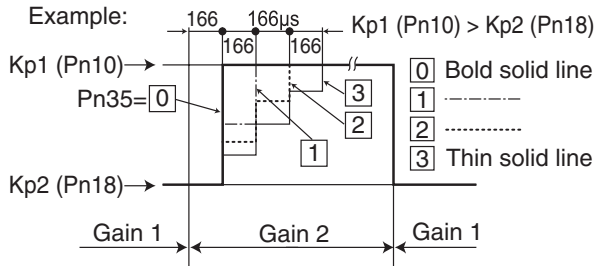 Example:
166 166µs
Kp1 (Pn10) > Kp2 (Pn18)
166 166
Kp1 (Pn10)
Pn35= 0
3
2
1
0 Bold solid line
1
2
3 Thin solid line
Kp2 (Pn18)
Gain 1 Gain 2 Gain 1